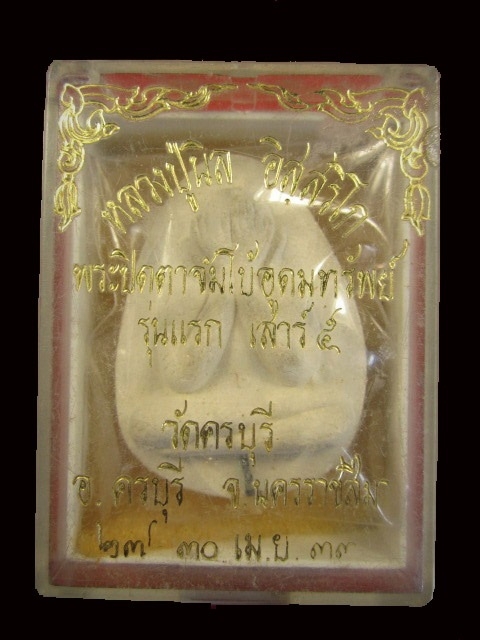 หลวงปู่นิล อิสฺสริโก
พระปิดตาจัมโบ้อุดมทรัพย์
รุ่นแรก เสาร์ ๕
วัดครบุรี
อ. ครบุรี จ. นครราชสีมา
๒๗ ๓๐ เม.ย. ๓๙